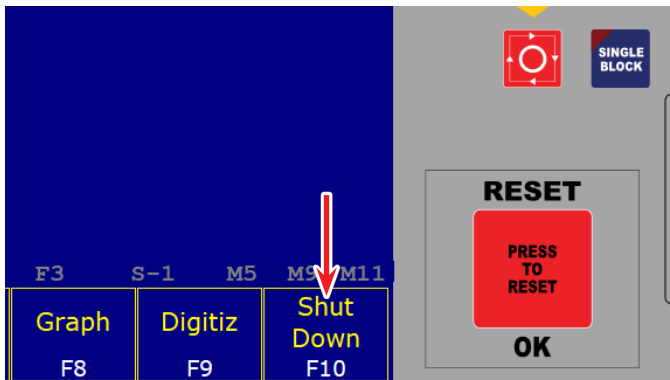 SINGLE
BLOCK
RESET
PRESS
TO
RESET
OK
F3 S-1 M5 M9 M11
Graph
F8
Digitiz
F9
Shut
Down
F10